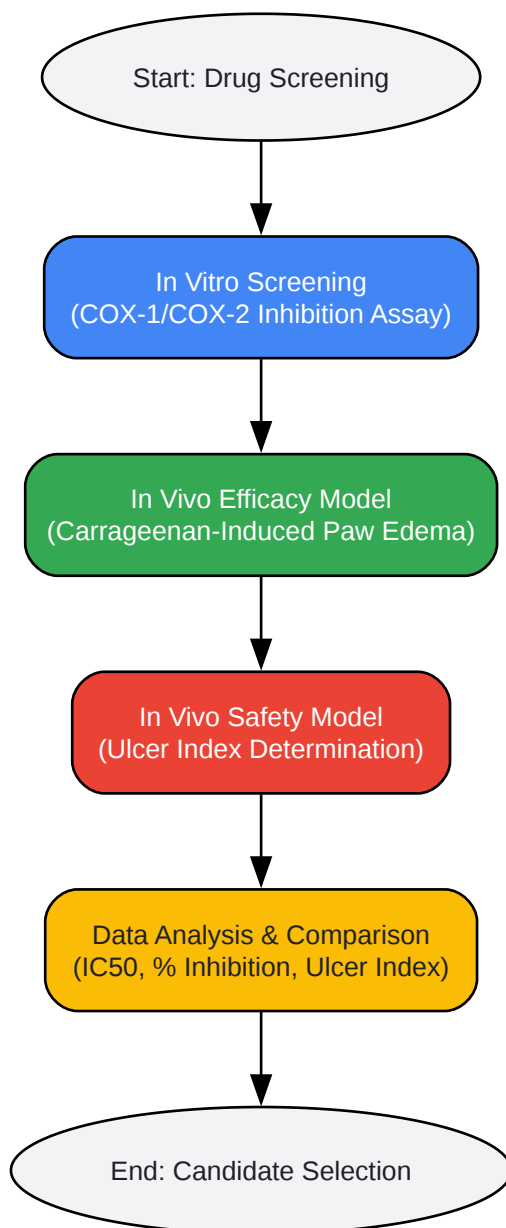 Start: Drug Screening
In Vitro Screening
(COX-1/COX-2 Inhibition Assay)
In Vivo Efficacy Model
(Carrageenan-Induced Paw Edema)
In Vivo Safety Model
(Ulcer Index Determination)
Data Analysis & Comparison
(IC50, % Inhibition, Ulcer Index)
End: Candidate Selection